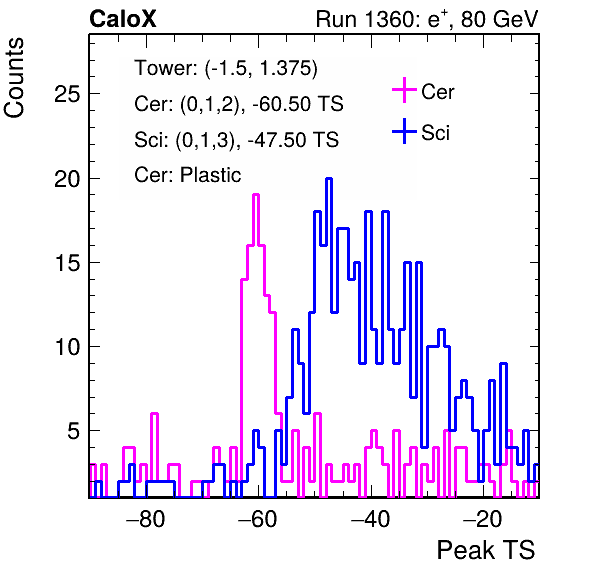 CaloX Run 1360: e⁺, 80 GeV
Counts
Tower: (-1.5, 1.375)
Cer: (0,1,2), -60.50 TS
Sci: (0,1,3), -47.50 TS
Cer: Plastic
Cer
Sci
25
20
15
10
5
−80 −60 −40 −20
Peak TS